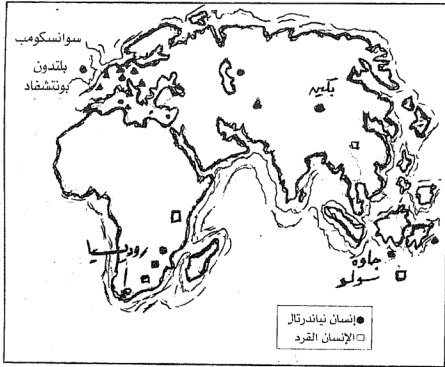 سوانسكومب
بلتدون
بونتشفاد
بكين
روديسيا
جاوه
سولو
إنسان نياندرتال
الإنسان القرد